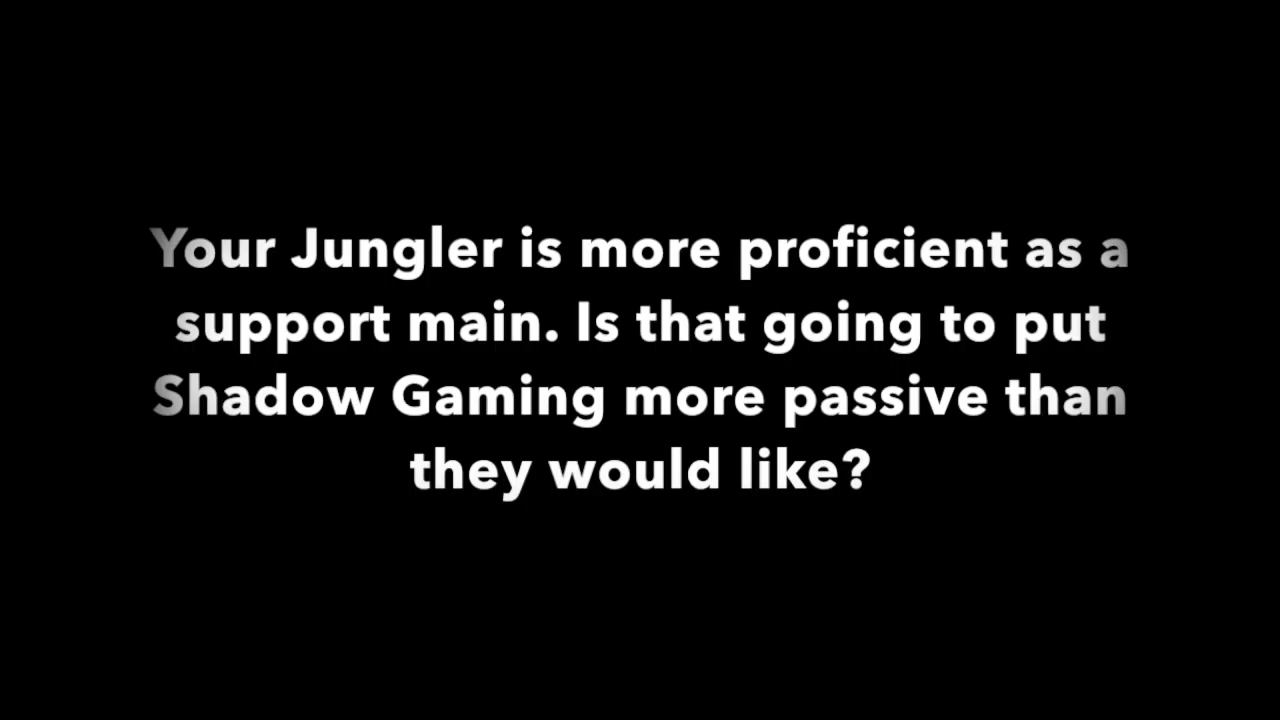 Your Jungler is more proficient as a
support main. Is that going to put
Shadow Gaming more passive than
they would like?